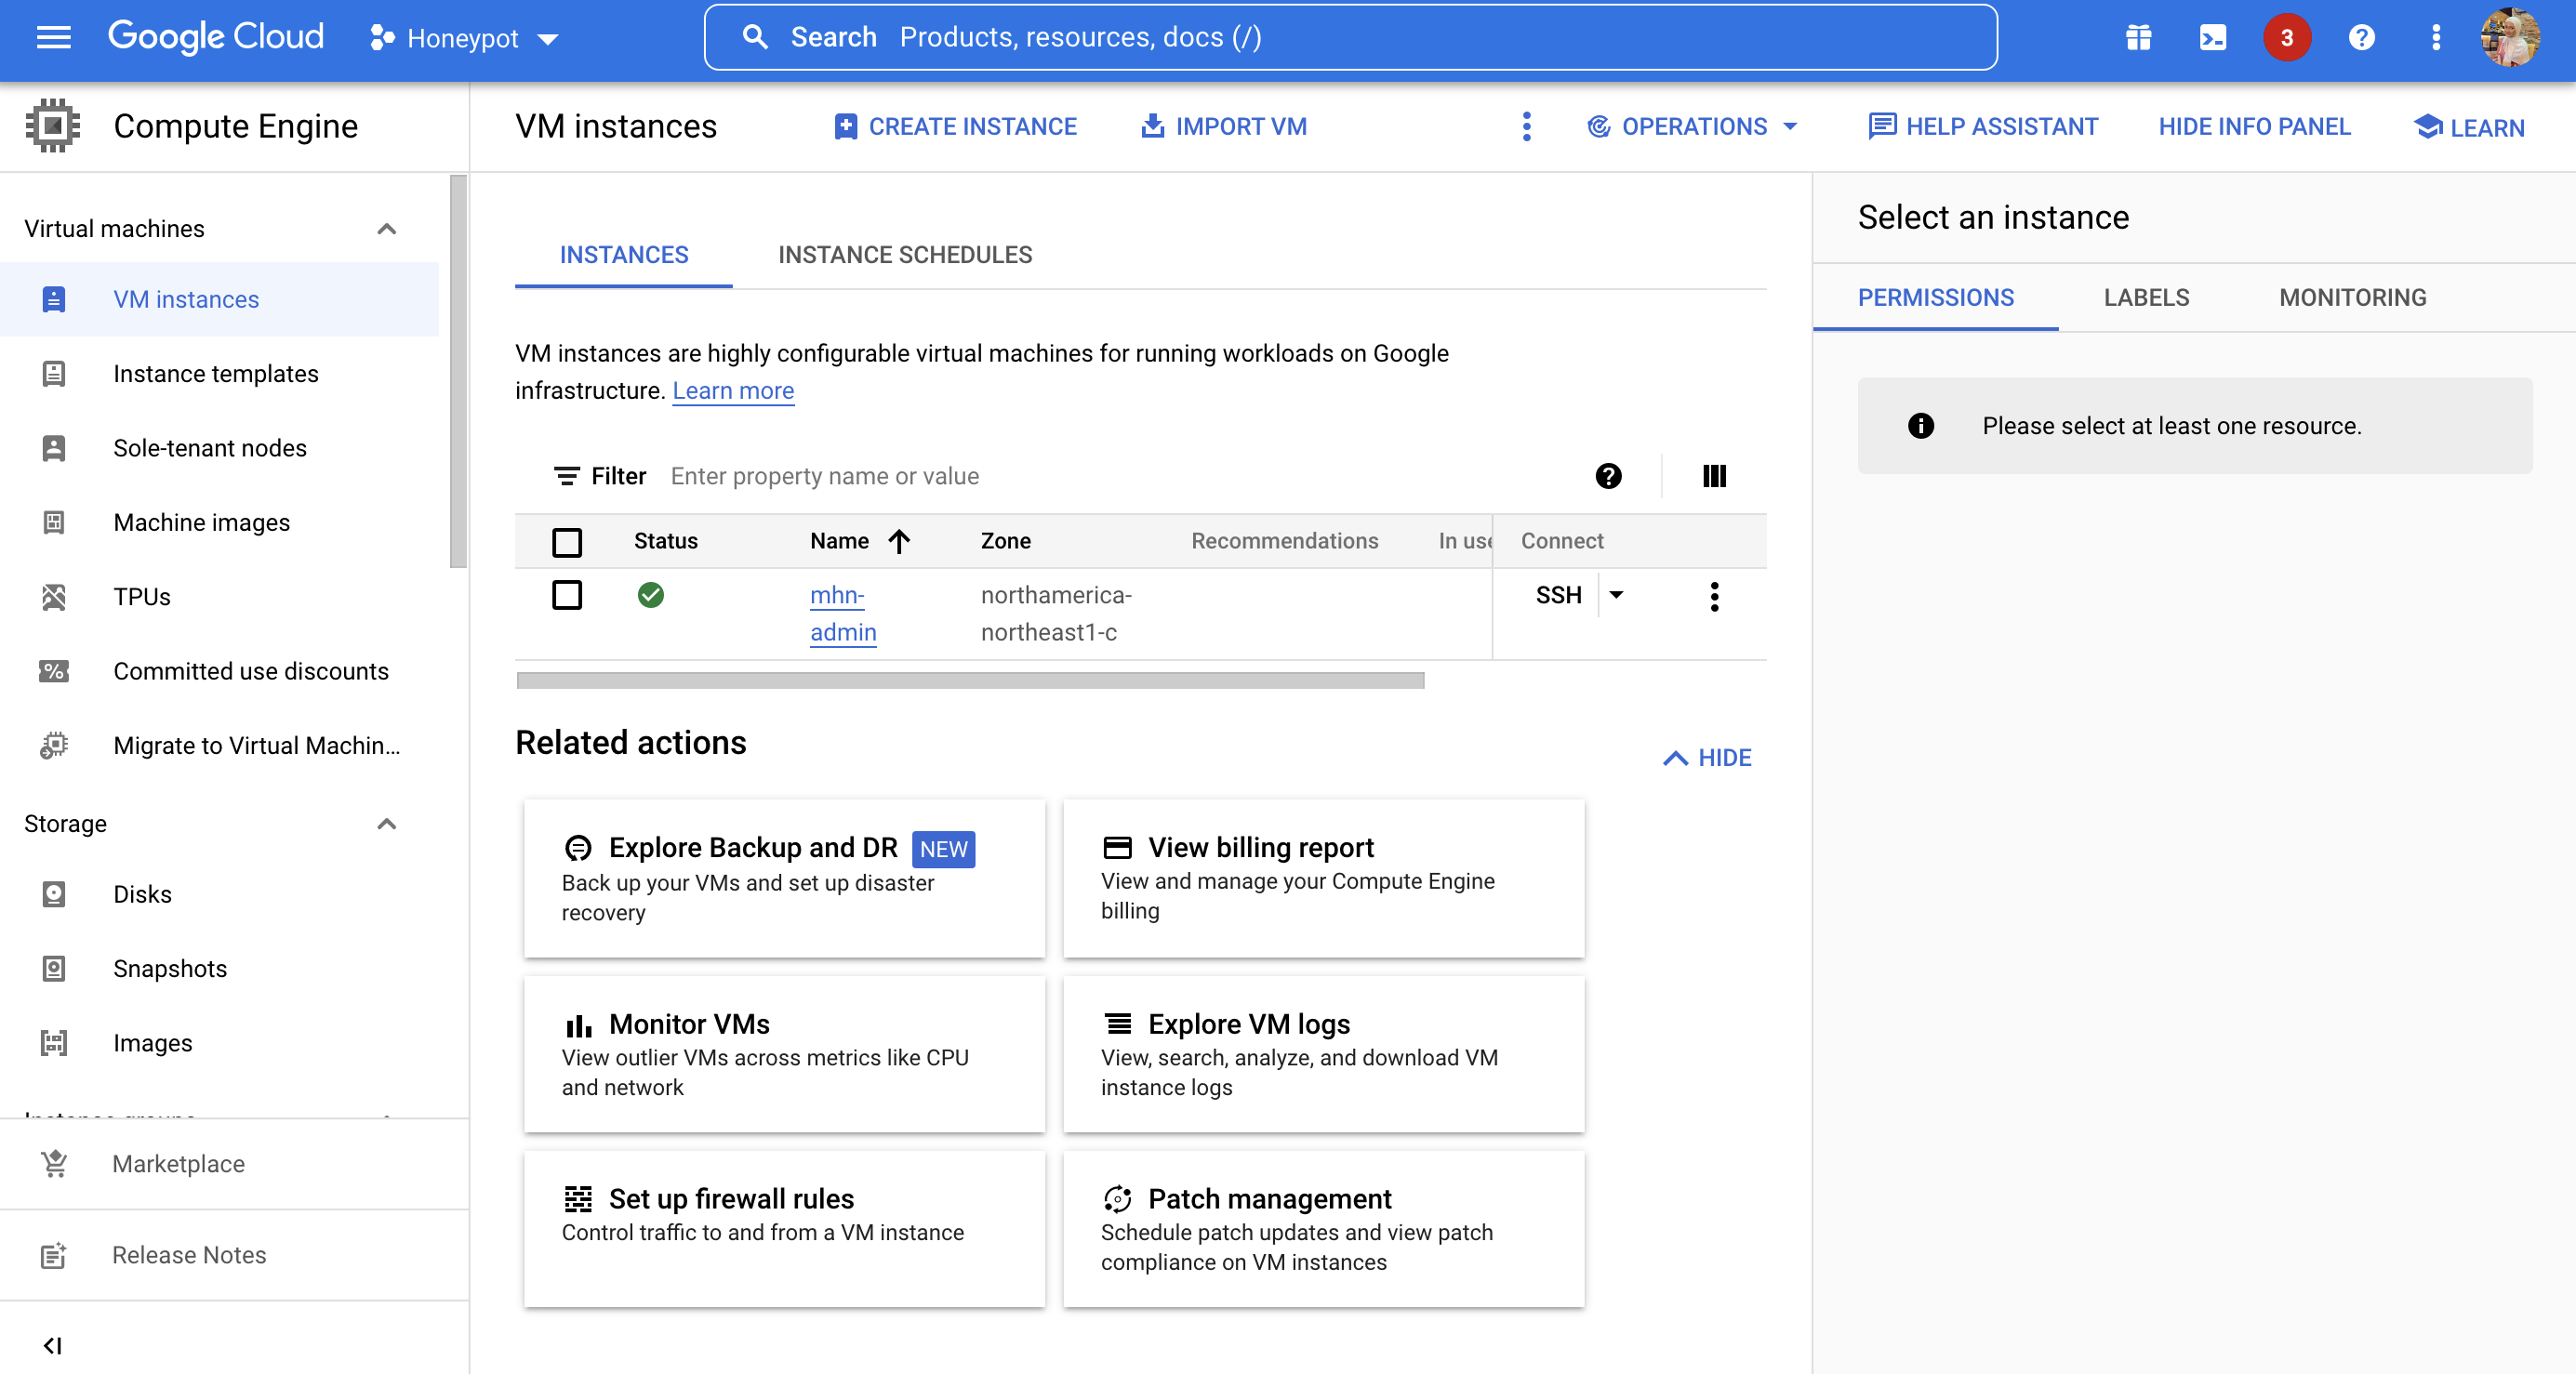 Google Cloud
Honeypot
Search Products, resources, docs (/)
3
Compute Engine
VM instances
CREATE INSTANCE
IMPORT VM
OPERATIONS
HELP ASSISTANT
HIDE INFO PANEL
LEARN
Virtual machines
VM instances
Instance templates
Sole-tenant nodes
Machine images
TPUs
Committed use discounts
Migrate to Virtual Machin...
Storage
Disks
Snapshots
Images
Marketplace
Release Notes
INSTANCES
INSTANCE SCHEDULES
VM instances are highly configurable virtual machines for running workloads on Google
infrastructure. Learn more
Filter Enter property name or value
Status Name Zone Recommendations In use Connect
mhn- northamerica- SSH
admin northeast1-c
Related actions
HIDE
Explore Backup and DR NEW
Back up your VMs and set up disaster
recovery
View billing report
View and manage your Compute Engine
billing
Monitor VMs
View outlier VMs across metrics like CPU
and network
Explore VM logs
View, search, analyze, and download VM
instance logs
Set up firewall rules
Control traffic to and from a VM instance
Patch management
Schedule patch updates and view patch
compliance on VM instances
Select an instance
PERMISSIONS
LABELS
MONITORING
Please select at least one resource.